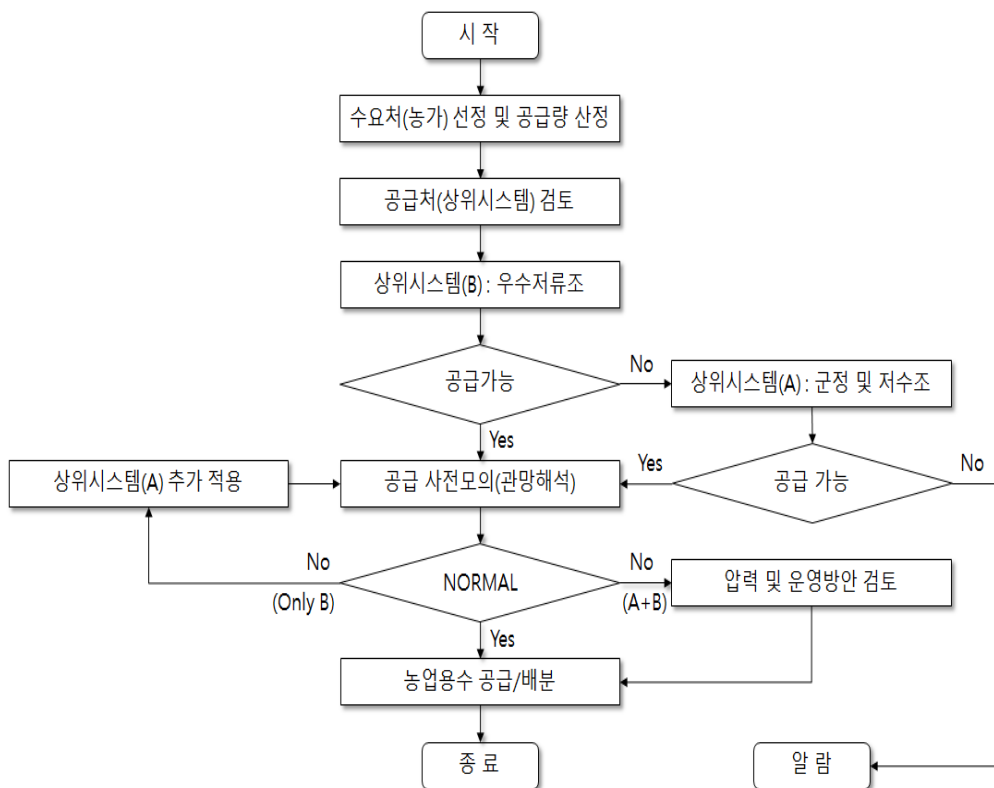 시 작
수요처(농가) 선정 및 공급량 산정
공급처(상위시스템) 검토
상위시스템(B) : 우수저류조
공급가능
No
상위시스템(A) : 군정 및 저수조
Yes
상위시스템(A) 추가 적용
공급 사전모의(관망해석)
Yes
공급 가능
No
No
(Only B)
NORMAL
No
(A+B)
압력 및 운영방안 검토
Yes
농업용수 공급/배분
종 료
알 람